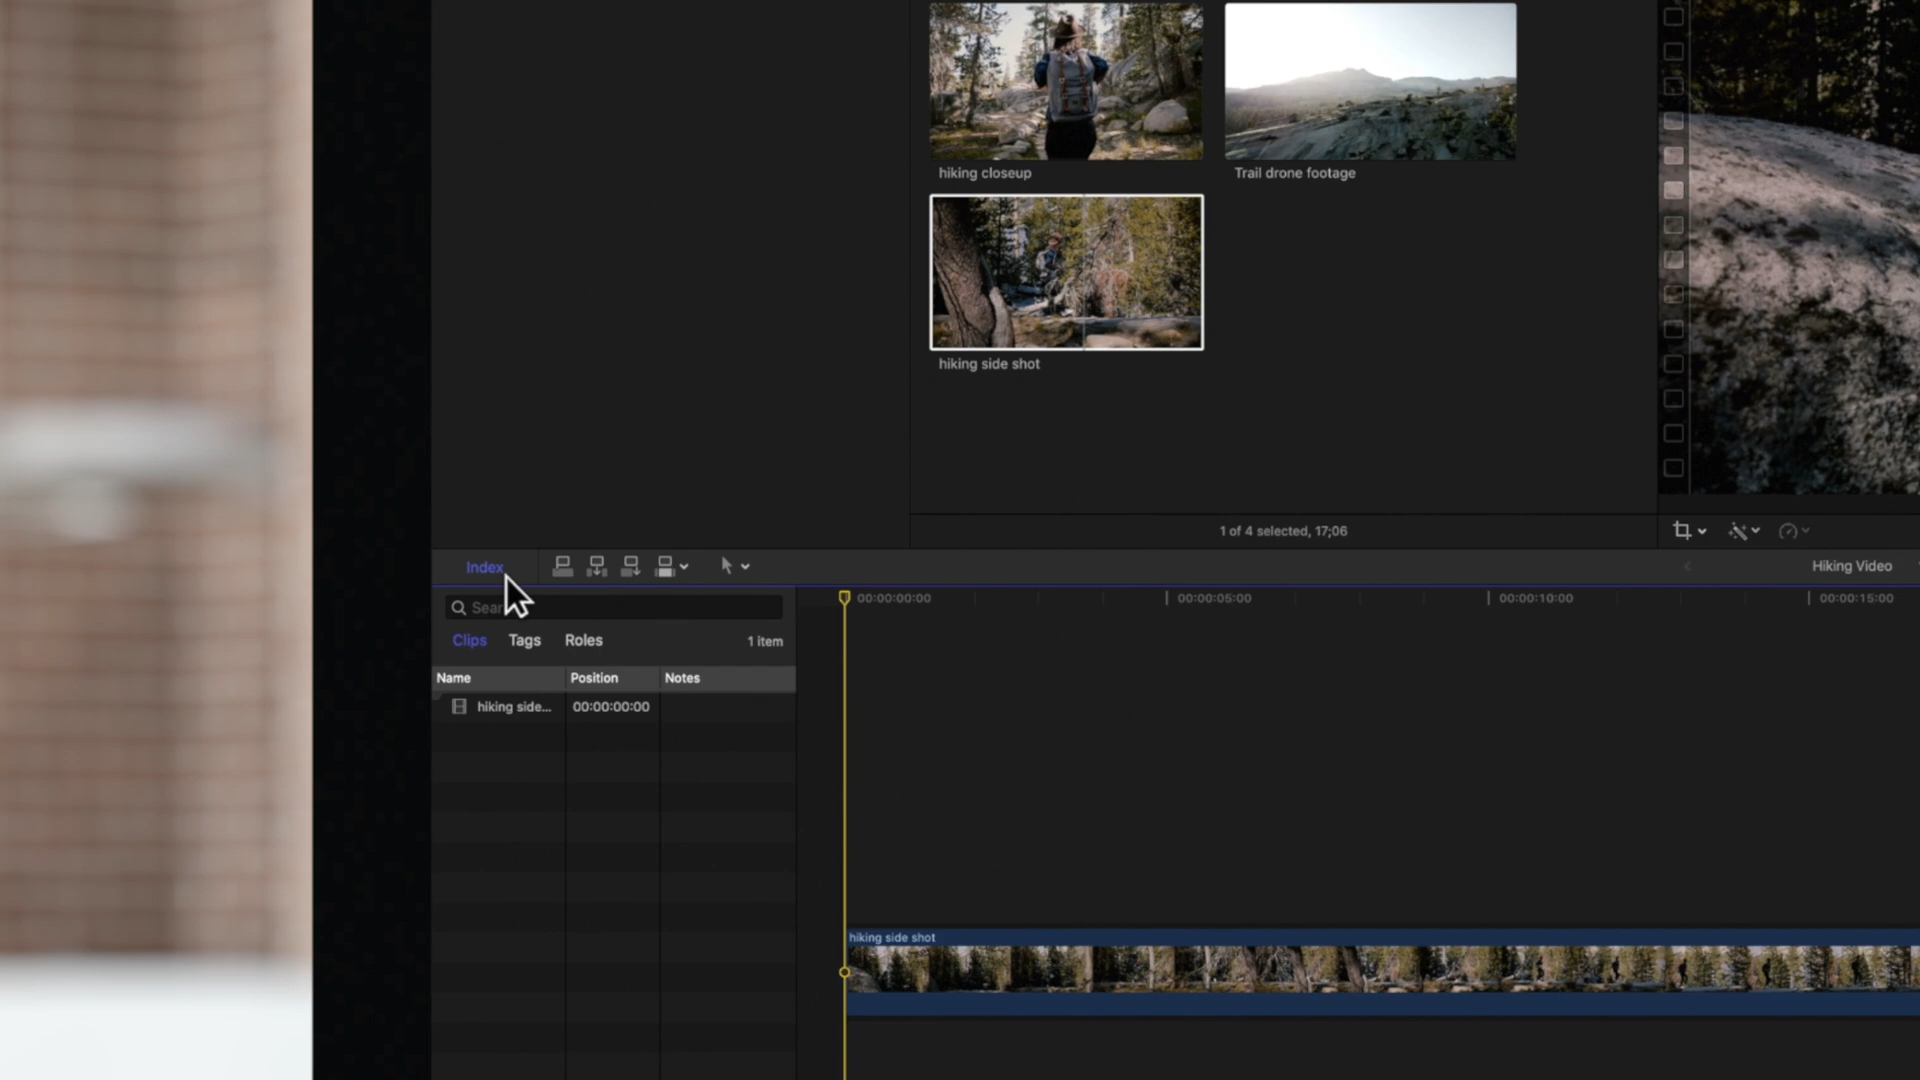 hiking closeup
Trail drone footage
hiking side shot
1 of 4 selected, 17;06
Index
Hiking Video
Sear
00:00:00:00
00:00:05:00
00:00:10:00
00:00:15:00
Clips Tags Roles 1 item
Name Position Notes
hiking side... 00:00:00:00
hiking side shot